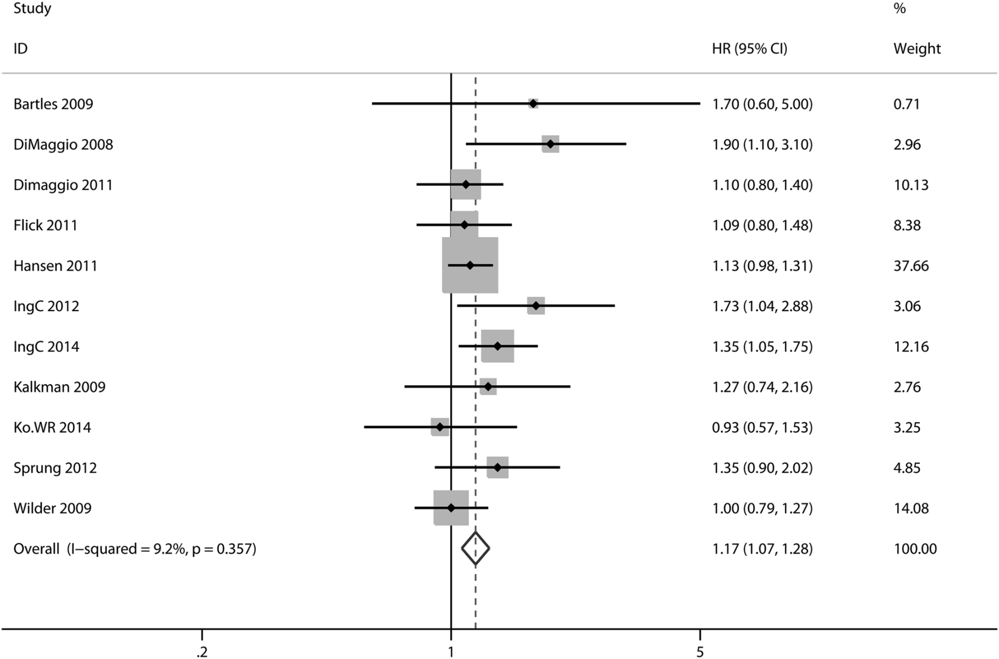 Study %
ID HR (95% CI) Weight
Bartles 2009 1.70 (0.60, 5.00) 0.71
DiMaggio 2008 1.90 (1.10, 3.10) 2.96
Dimaggio 2011 1.10 (0.80, 1.40) 10.13
Flick 2011 1.09 (0.80, 1.48) 8.38
Hansen 2011 1.13 (0.98, 1.31) 37.66
IngC 2012 1.73 (1.04, 2.88) 3.06
IngC 2014 1.35 (1.05, 1.75) 12.16
Kalkman 2009 1.27 (0.74, 2.16) 2.76
Ko.WR 2014 0.93 (0.57, 1.53) 3.25
Sprung 2012 1.35 (0.90, 2.02) 4.85
Wilder 2009 1.00 (0.79, 1.27) 14.08
Overall (I−squared = 9.2%, p = 0.357) 1.17 (1.07, 1.28) 100.00
.2 1 5